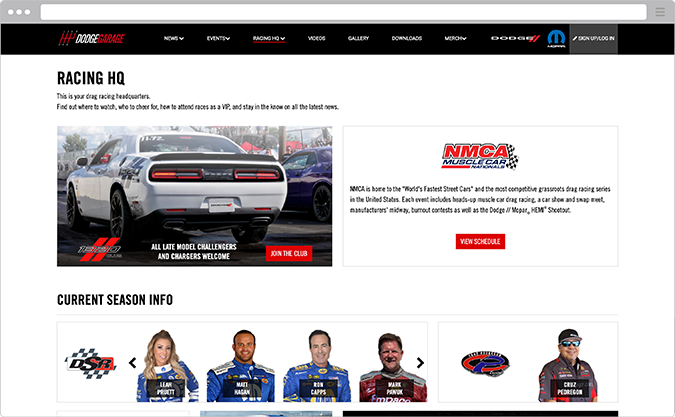 DODGEGARAGE
NEWS
EVENTS
RACING HQ
VIDEOS
GALLERY
DOWNLOADS
MERCH
DODGE
MOPAR
SIGN UP/LOG IN
RACING HQ
This is your drag racing headquarters.
Find out where to watch, who to cheer for, how to attend races as a VIP, and stay in the know on all the latest news.
1320
CLUB
ALL LATE MODEL CHALLENGERS
AND CHARGERS WELCOME
JOIN THE CLUB
NMCA
MUSCLE CAR
NATIONALS
NMCA is home to the "World's Fastest Street Cars" and the most competitive grassroots drag racing series
in the United States. Each event includes heads-up muscle car drag racing, a car show and swap meet,
manufacturers' midway, burnout contests as well as the Dodge // Mopar® HEMI® Shootout.
VIEW SCHEDULE
CURRENT SEASON INFO
DSR
LEAH
PRUETT
MATT
HAGAN
RON
CAPPS
MARK
PAWUK
CRUZ
PEDREGON